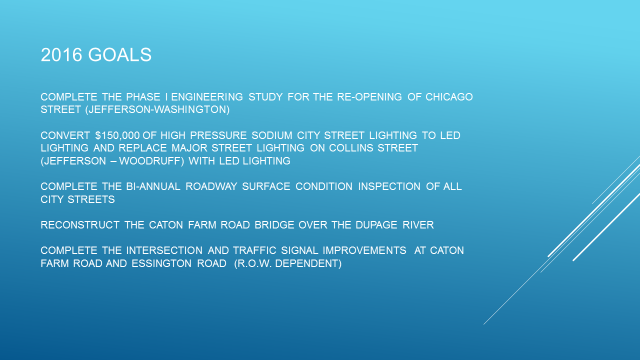 2016 GOALS
COMPLETE THE PHASE I ENGINEERING STUDY FOR THE RE-OPENING OF CHICAGO
STREET (JEFFERSON-WASHINGTON)
CONVERT $150,000 OF HIGH PRESSURE SODIUM CITY STREET LIGHTING TO LED
LIGHTING AND REPLACE MAJOR STREET LIGHTING ON COLLINS STREET
(JEFFERSON – WOODRUFF) WITH LED LIGHTING
COMPLETE THE BI-ANNUAL ROADWAY SURFACE CONDITION INSPECTION OF ALL
CITY STREETS
RECONSTRUCT THE CATON FARM ROAD BRIDGE OVER THE DUPAGE RIVER
COMPLETE THE INTERSECTION AND TRAFFIC SIGNAL IMPROVEMENTS AT CATON
FARM ROAD AND ESSINGTON ROAD (R.O.W. DEPENDENT)